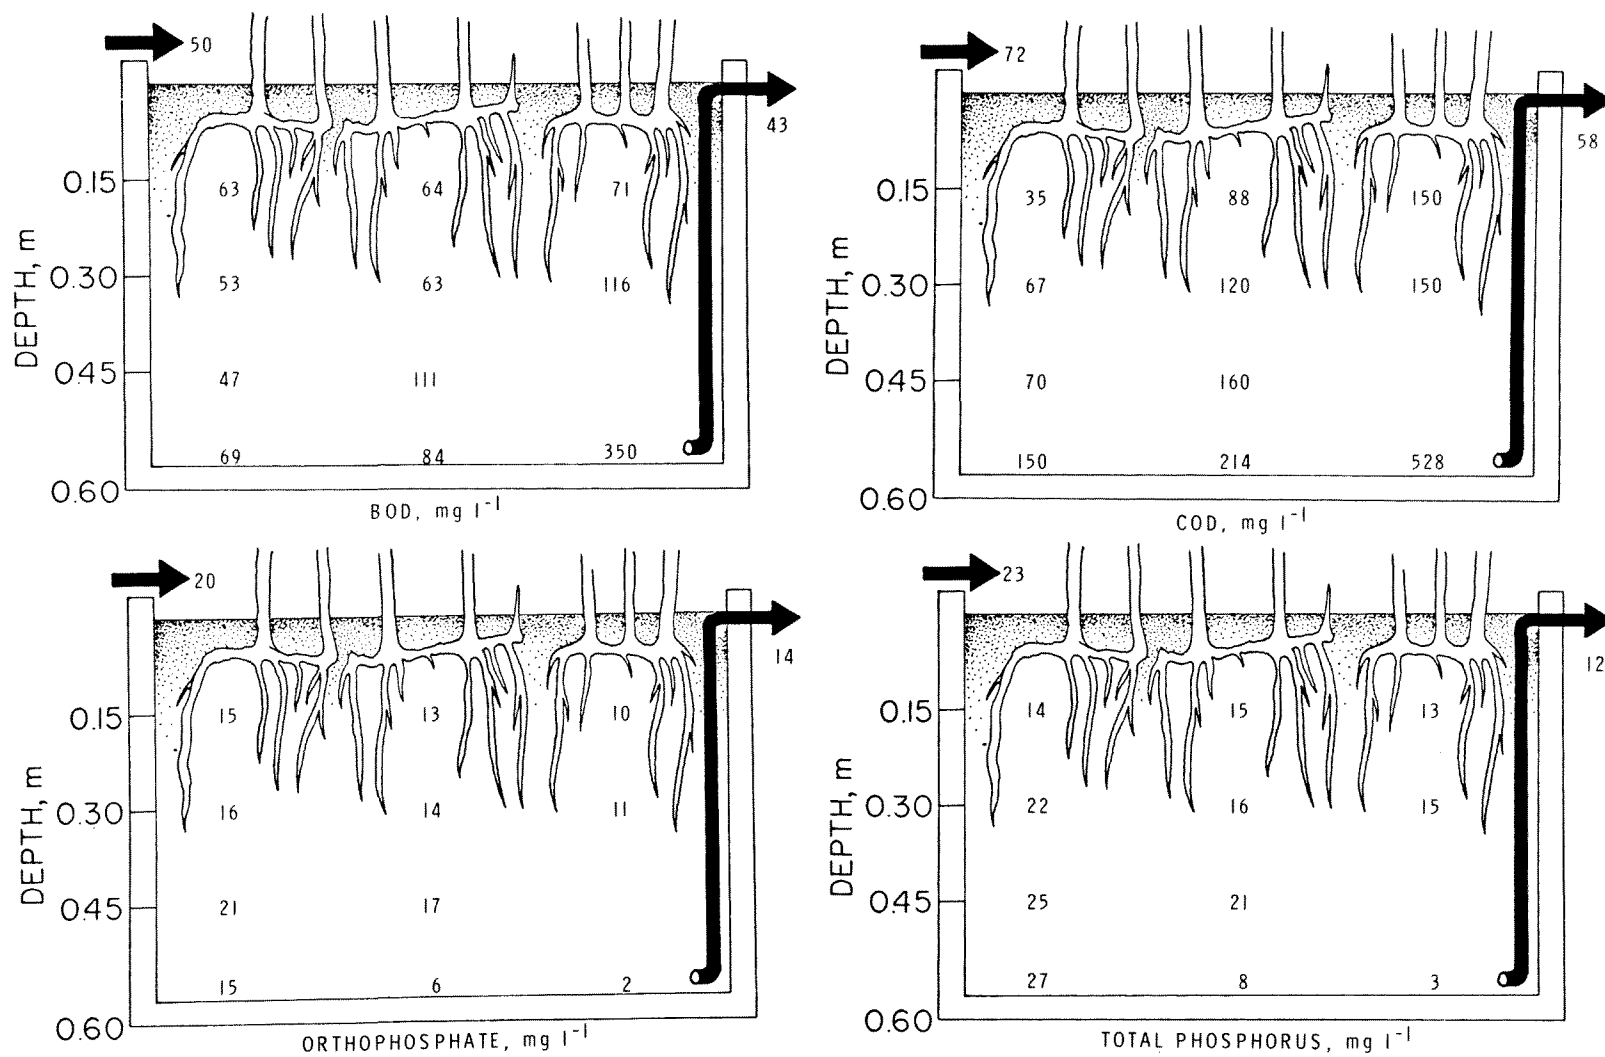 50
43
0.15
63 64 71
0.30
53 63 116
0.45
47 111
69 84 350
0.60
DEPTH, m
BOD, mg l-1
72
58
0.15
35 88 150
0.30
67 120 150
0.45
70 160
150 214 528
0.60
DEPTH, m
COD, mg l-1
20
14
0.15
15 13 10
0.30
16 14 11
0.45
21 17
15 6 2
0.60
DEPTH, m
ORTHOPHOSPHATE, mg l-1
23
12
0.15
14 15 13
0.30
22 16 15
0.45
25 21
27 8 3
0.60
DEPTH, m
TOTAL PHOSPHORUS, mg l-1